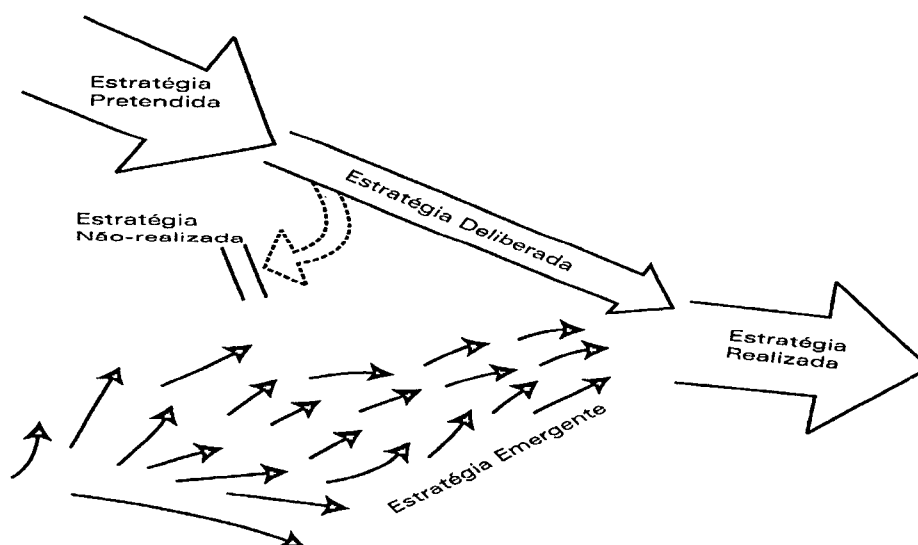 Estratégia
Pretendida
Estratégia Deliberada
Estratégia
Não-realizada
Estratégia
Realizada
Estratégia Emergente